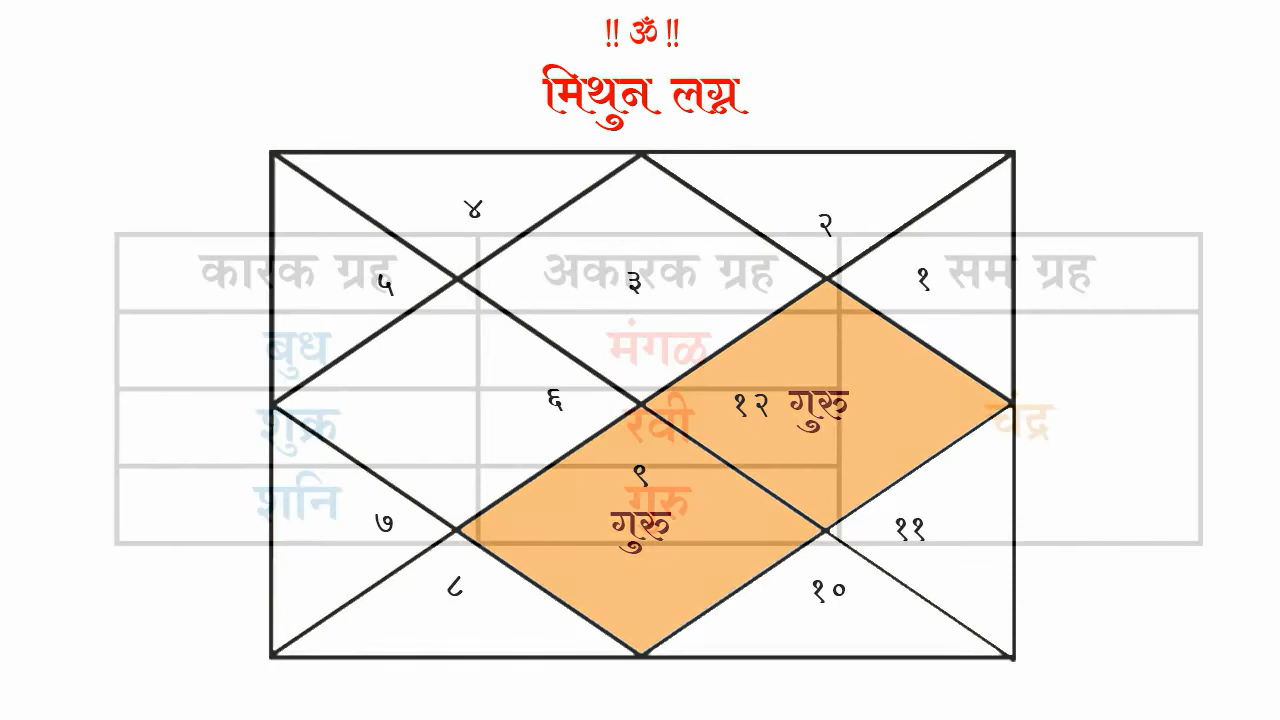 !! ॐ !!
मिथुन लग्न
४
२
कारक ग्रह
अकारक ग्रह
सम ग्रह
५
३
१
बुध
मंगळ
६
१२ गुरु
शुक्र
रवी
चंद्र
९
शनि
गुरु
७
गुरु
११
८
१०